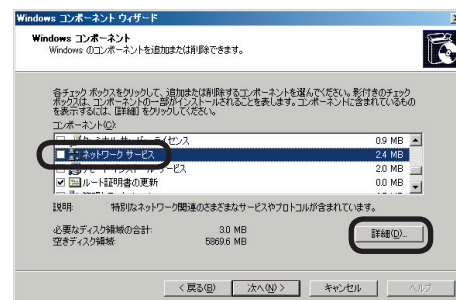 Windows コンポーネント ウィザード
Windows コンポーネント
Windows のコンポーネントを追加または削除できます。
各チェック ボックスをクリックして、追加または削除するコンポーネントを選んでください。影付きのチェック
ボックスは、コンポーネントの一部がインストールされることを表します。コンポーネントに含まれているもの
を表示するには、[詳細] をクリックしてください。
コンポーネント(C):
0.9 MB
ネットワーク サービス 2.4 MB
2.0 MB
ルート証明書の更新 0.0 MB
説明: 特別なネットワーク関連のさまざまなサービスやプロトコルが含まれています。
必要なディスク領域の合計: 3.0 MB
空きディスク領域: 5869.6 MB
詳細(D)...
< 戻る(B) 次へ(N) > キャンセル ヘルプ